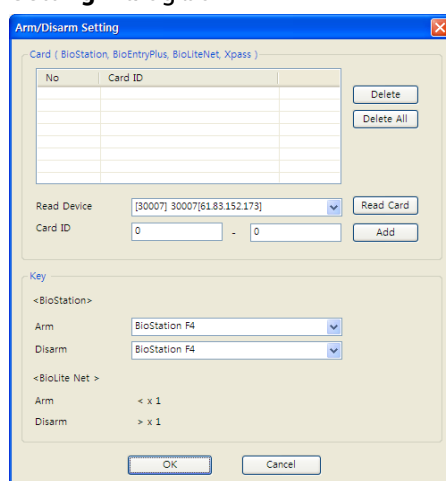 Arm/Disarm Setting
Card ( BioStation, BioEntryPlus, BioLiteNet, Xpass )
No Card ID
Delete
Delete All
Read Device [30007] 30007[61.83.152.173] Read Card
Card ID 0 - 0 Add
Key
<BioStation>
Arm BioStation F4
Disarm BioStation F4
<BioLite Net >
Arm < x 1
Disarm > x 1
OK Cancel